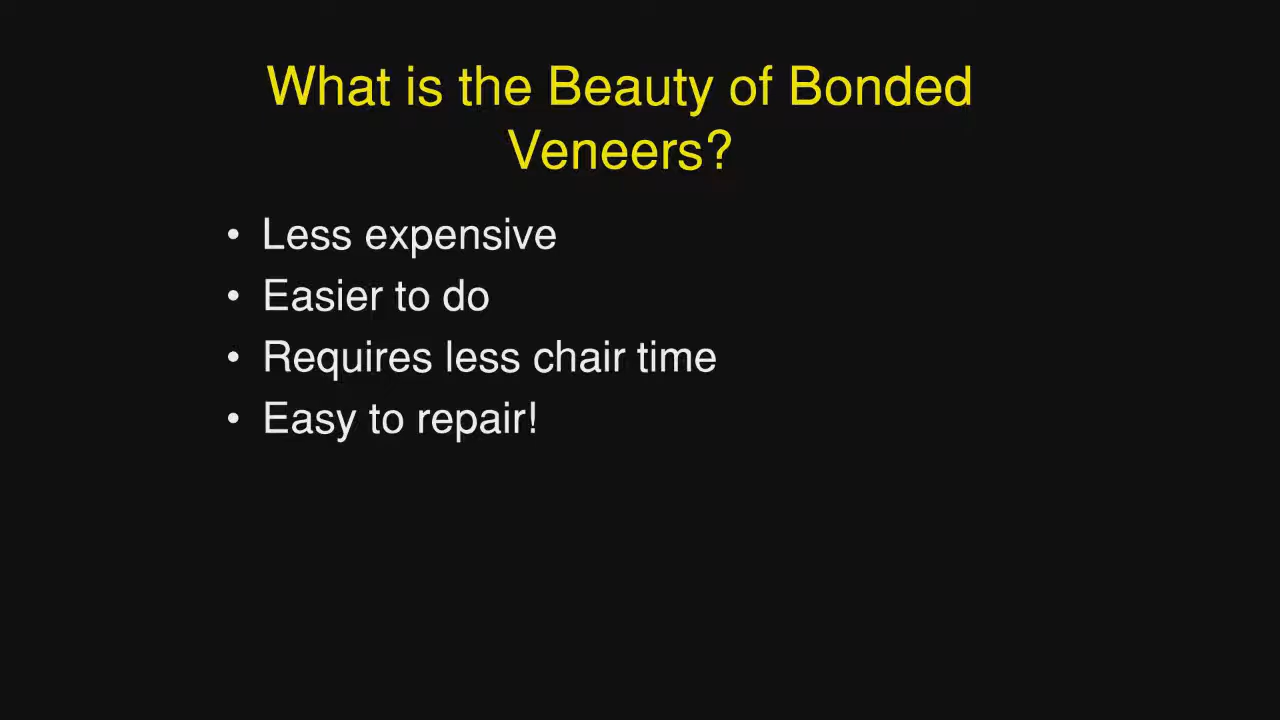 What is the Beauty of Bonded
Veneers?
• Less expensive
• Easier to do
• Requires less chair time
• Easy to repair!